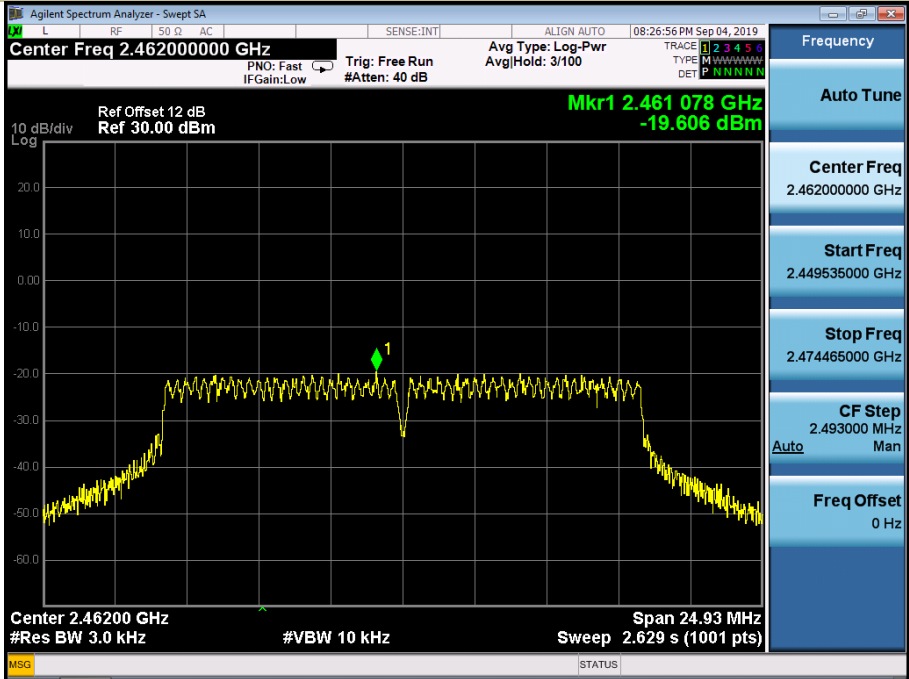 Agilent Spectrum Analyzer - Swept SA
LXI L RF 50 Ω AC SENSE:INT ALIGN AUTO 08:26:56 PM Sep 04, 2019
Center Freq 2.462000000 GHz
PNO: Fast
IFGain:Low
Trig: Free Run
#Atten: 40 dB
Avg Type: Log-Pwr
Avg|Hold: 3/100
TRACE 1 2 3 4 5 6
TYPE M WWWWW
DET P N N N N N
Frequency
Mkr1 2.461 078 GHz
-19.606 dBm
Ref Offset 12 dB
10 dB/div Ref 30.00 dBm
Log
20.0
10.0
0.00
-10.0
-20.0
-30.0
-40.0
-50.0
-60.0
1
Center 2.46200 GHz Span 24.93 MHz
#Res BW 3.0 kHz #VBW 10 kHz Sweep 2.629 s (1001 pts)
Auto Tune
Center Freq
2.462000000 GHz
Start Freq
2.449535000 GHz
Stop Freq
2.474465000 GHz
CF Step
2.493000 MHz
Auto Man
Freq Offset
0 Hz
MSG STATUS